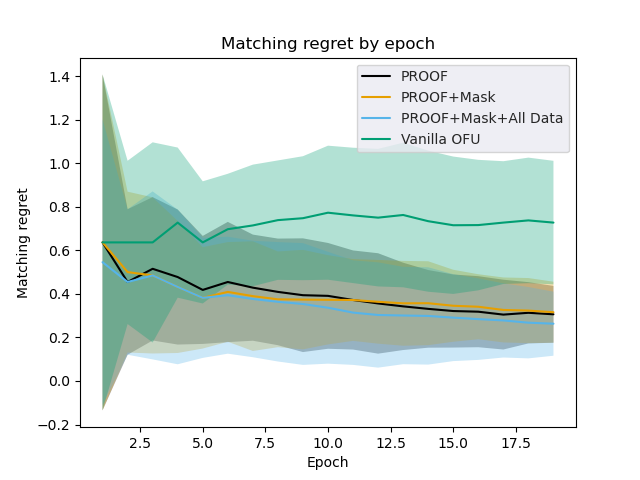 Matching regret by epoch
PROOF
PROOF+Mask
PROOF+Mask+All Data
Vanilla OFU
1.4
1.2
1.0
0.8
0.6
0.4
0.2
0.0
−0.2
Matching regret
2.5 5.0 7.5 10.0 12.5 15.0 17.5
Epoch